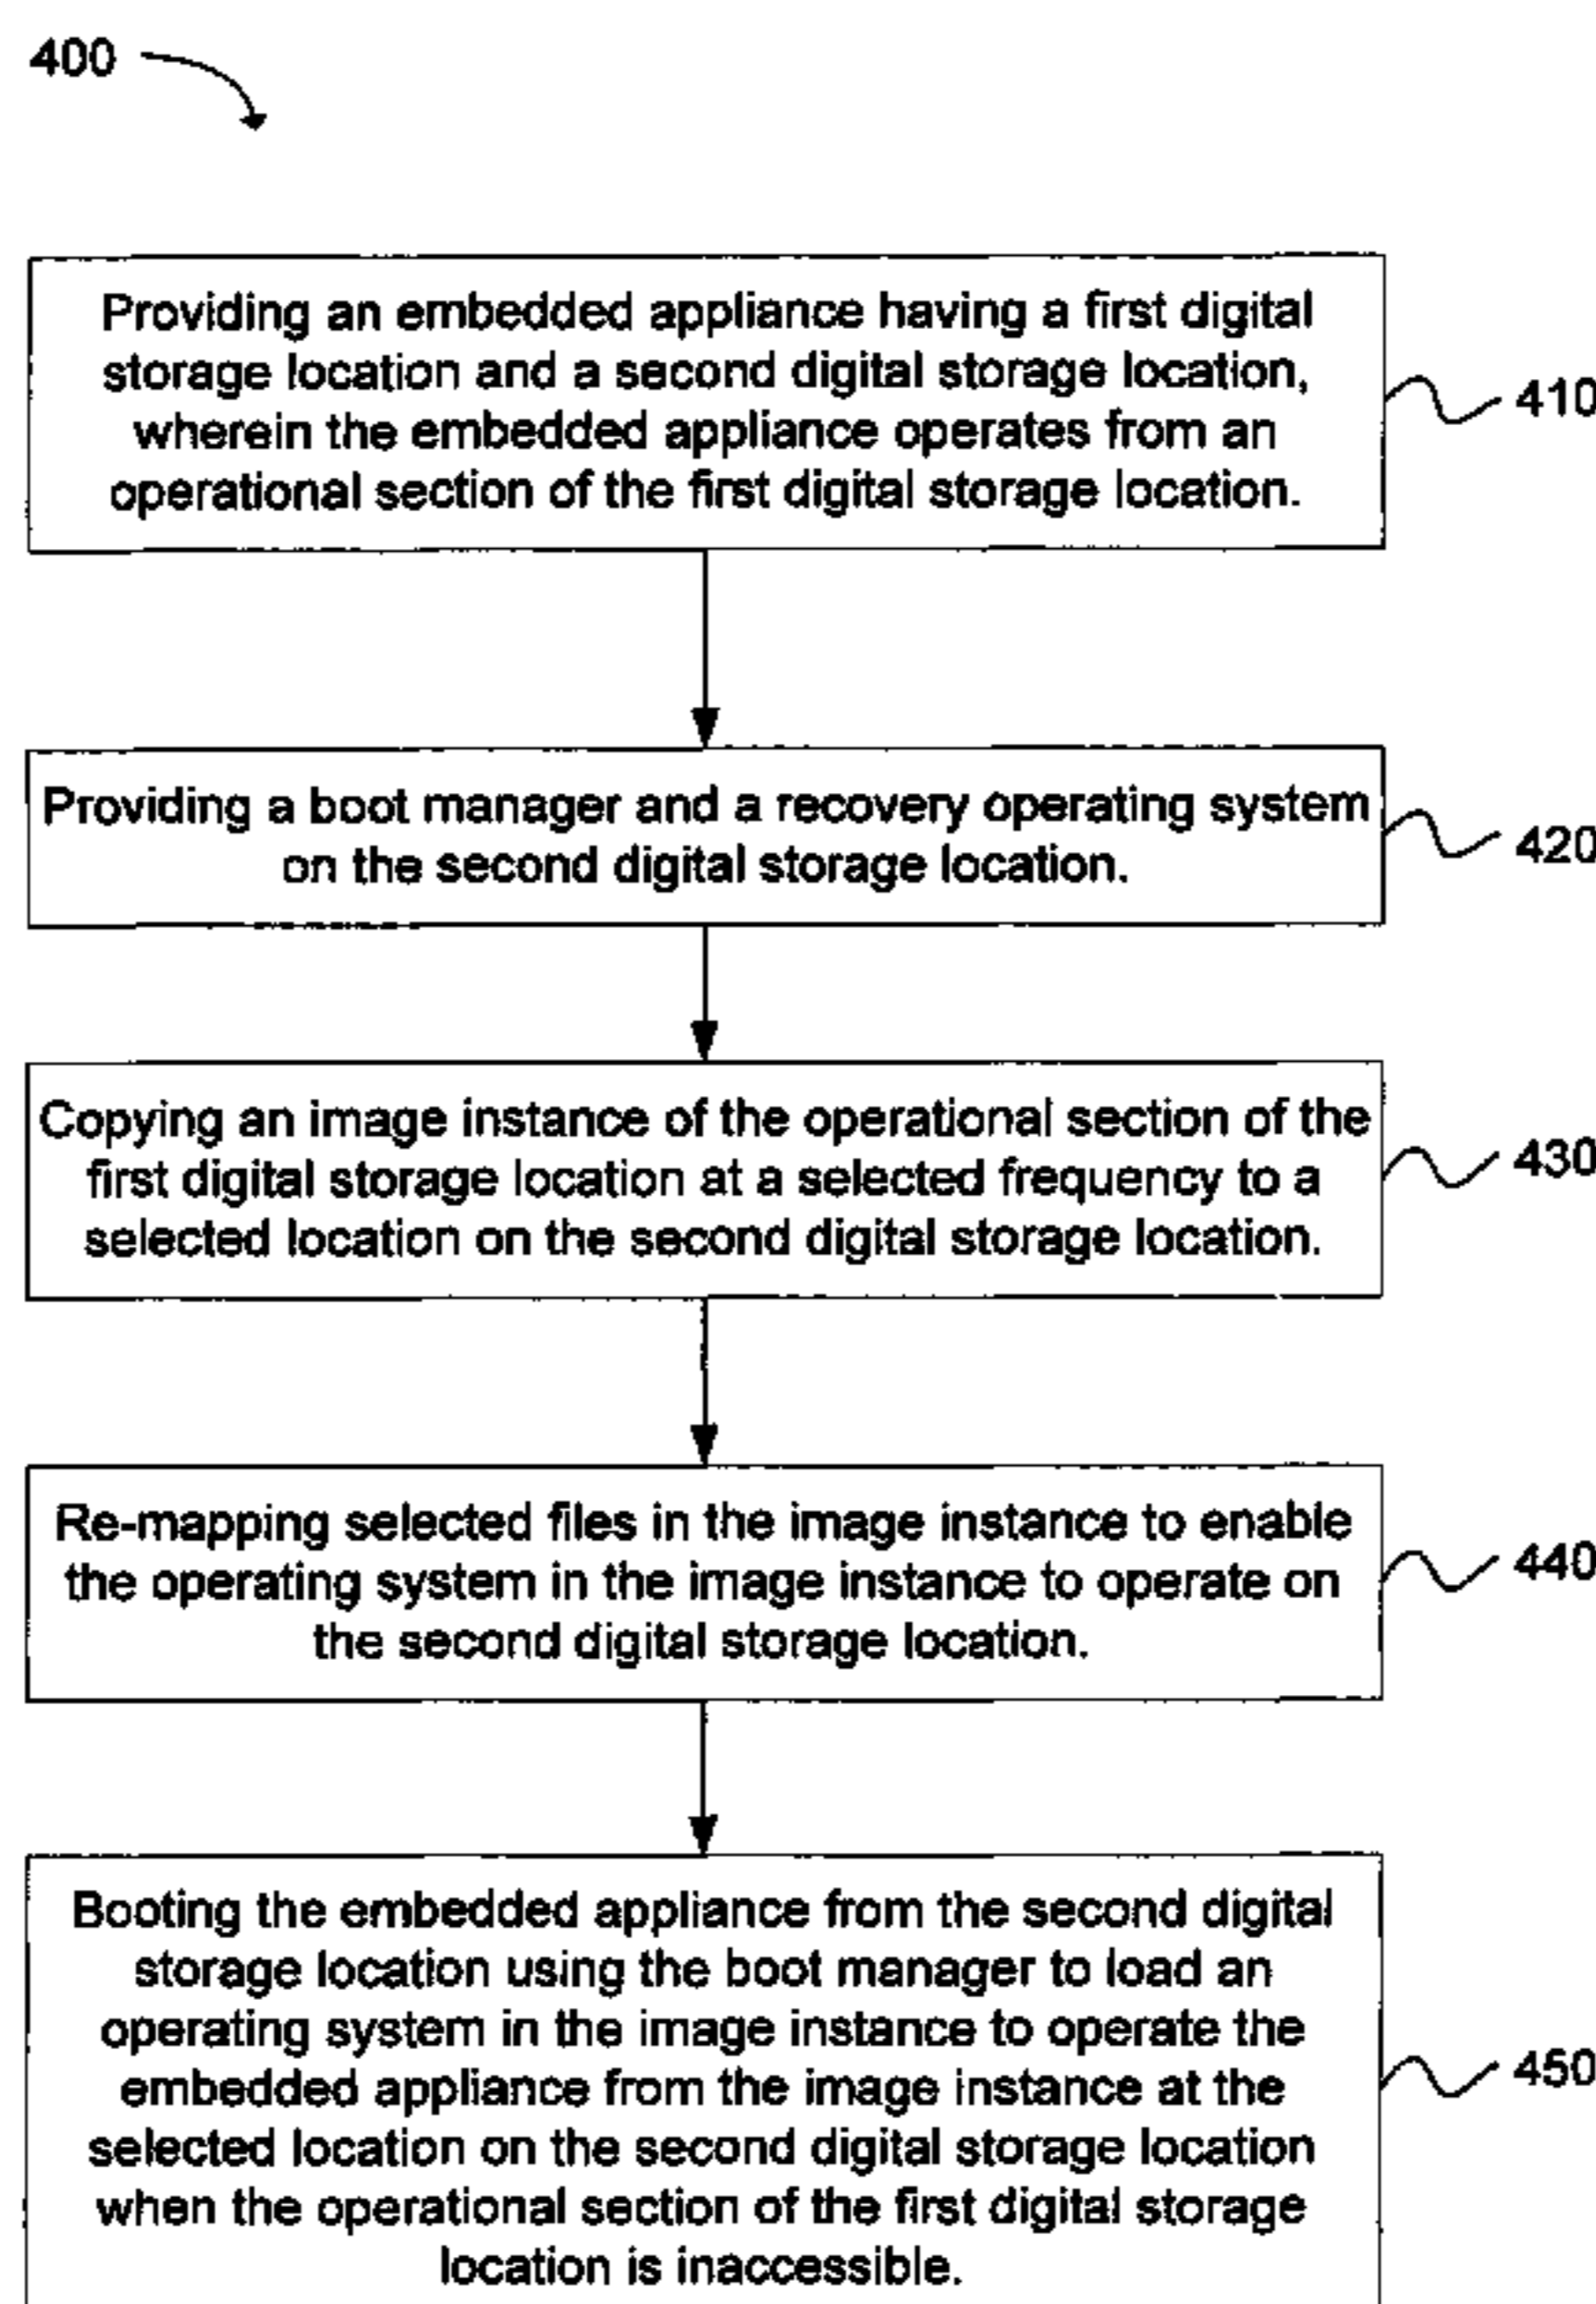 400
Providing an embedded appliance having a first digital
storage location and a second digital storage location,
wherein the embedded appliance operates from an
operational section of the first digital storage location.
410
Providing a boot manager and a recovery operating system
on the second digital storage location.
420
Copying an image instance of the operational section of the
first digital storage location at a selected frequency to a
selected location on the second digital storage location.
430
Re-mapping selected files in the image instance to enable
the operating system in the image instance to operate on
the second digital storage location.
440
Booting the embedded appliance from the second digital
storage location using the boot manager to load an
operating system in the image instance to operate the
embedded appliance from the image instance at the
selected location on the second digital storage location
when the operational section of the first digital storage
location is inaccessible.
450